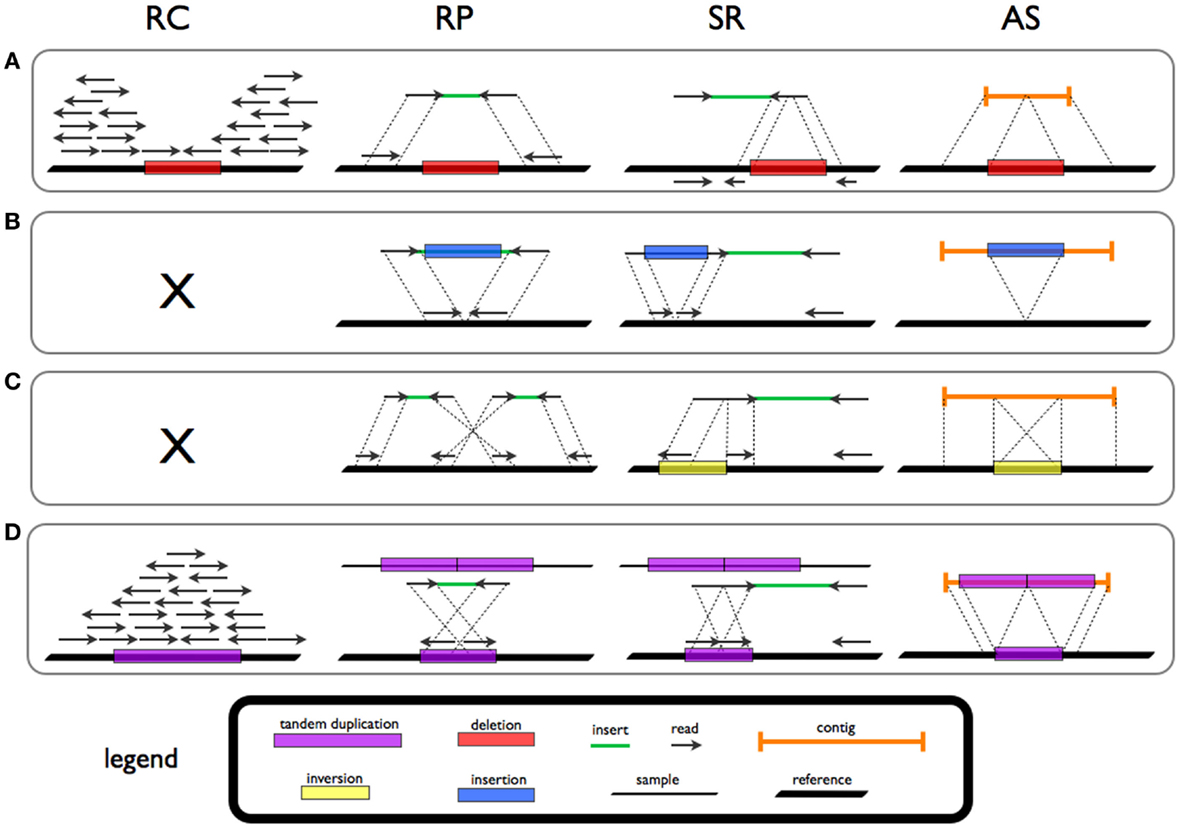 RC RP SR AS
A
B
X
C
X
D
tandem duplication deletion insert read contig
legend
inversion insertion sample reference